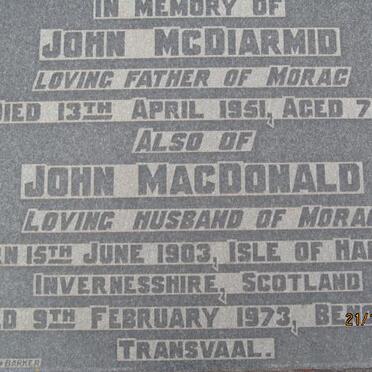 IN MEMORY OF
JOHN MCDIARMID
LOVING FATHER OF MORAG
DIED 13TH APRIL 1951, AGED 7
ALSO OF
JOHN MACDONALD
LOVING HUSBAND OF MORA
N 15TH JUNE 1903, ISLE OF HA
INVERNESSHIRE, SCOTLAND
D 9TH FEBRUARY 1973, BEN
TRANSVAAL.
BARKER
21/